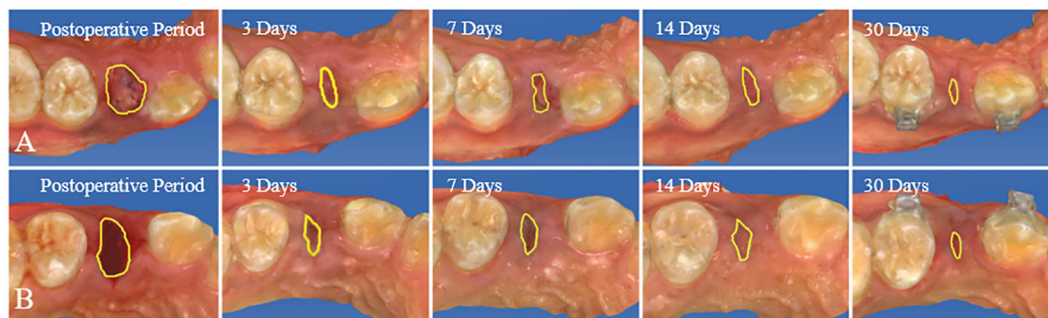 Postoperative Period
3 Days
7 Days
14 Days
30 Days
A
Postoperative Period
3 Days
7 Days
14 Days
30 Days
B